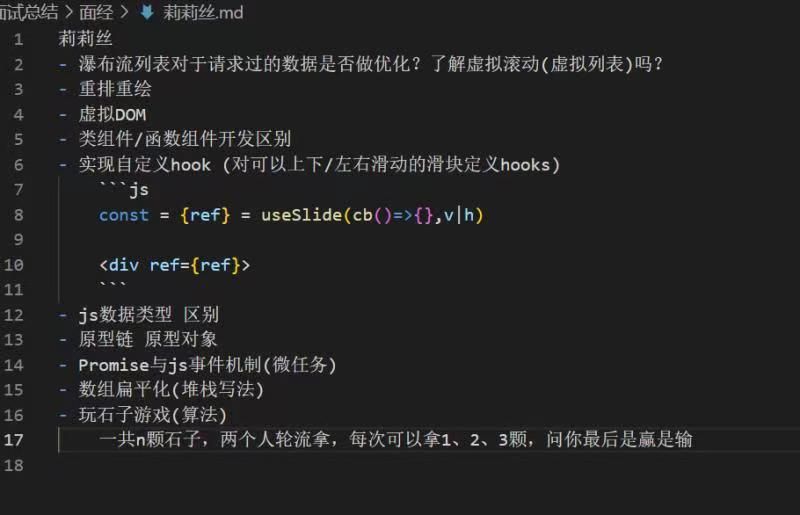 面试总结 > 面经 > 莉莉丝.md
1 莉莉丝
2 - 瀑布流列表对于请求过的数据是否做优化？了解虚拟滚动(虚拟列表)吗？
3 - 重排重绘
4 - 虚拟DOM
5 - 类组件/函数组件开发区别
6 - 实现自定义hook (对可以上下/左右滑动的滑块定义hooks)
7 ```js
8 const = {ref} = useSlide(cb()=>{},v|h)
9
10 <div ref={ref}>
11 ```
12 - js数据类型 区别
13 - 原型链 原型对象
14 - Promise与js事件机制(微任务)
15 - 数组扁平化(堆栈写法)
16 - 玩石子游戏(算法)
17 一共n颗石子，两个人轮流拿，每次可以拿1、2、3颗，问你最后是赢是输
18